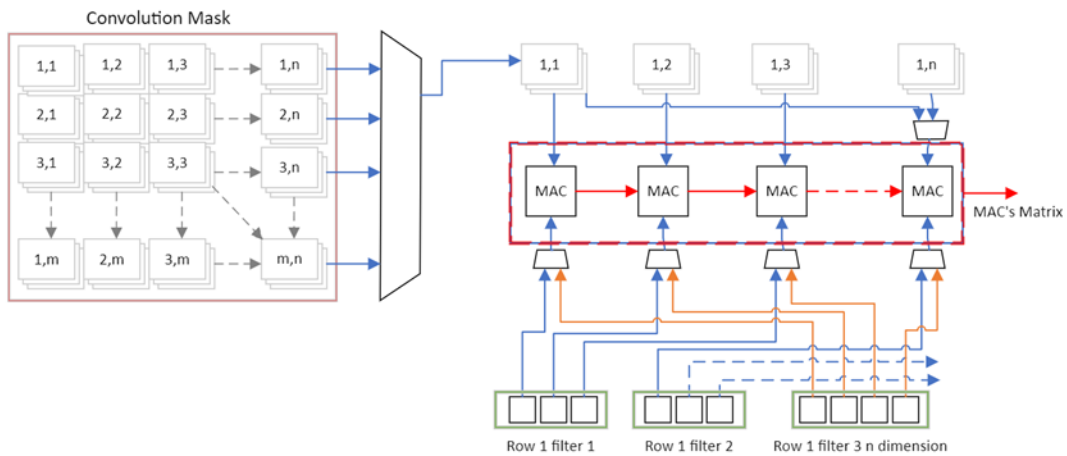 Convolution Mask
1,1 1,2 1,3 1,n
2,1 2,2 2,3 2,n
3,1 3,2 3,3 3,n
1,m 2,m 3,m m,n
1,1 1,2 1,3 1,n
MAC MAC MAC MAC
MAC's Matrix
Row 1 filter 1 Row 1 filter 2 Row 1 filter 3 n dimension